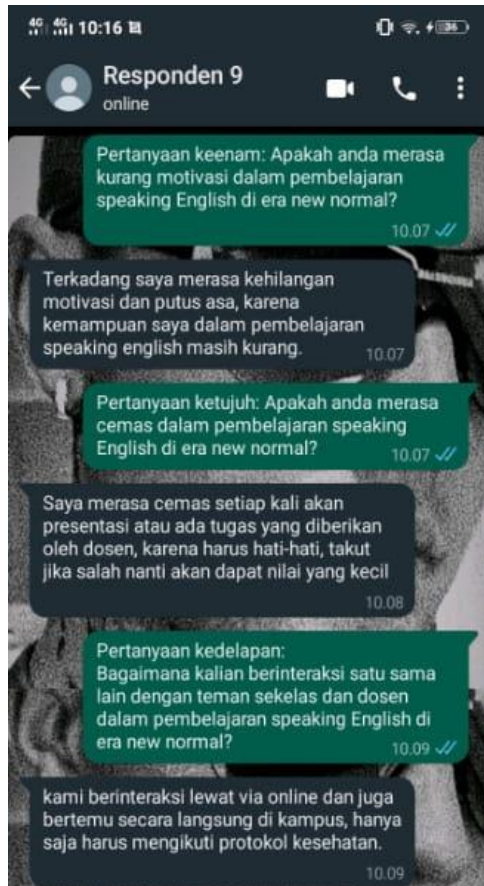 4G 4G 10:16
36
Responden 9
online
Pertanyaan keenam: Apakah anda merasa
kurang motivasi dalam pembelajaran
speaking English di era new normal?
10.07
Terkadang saya merasa kehilangan
motivasi dan putus asa, karena
kemampuan saya dalam pembelajaran
speaking english masih kurang.
10.07
Pertanyaan ketujuh: Apakah anda merasa
cemas dalam pembelajaran speaking
English di era new normal?
10.07
Saya merasa cemas setiap kali akan
presentasi atau ada tugas yang diberikan
oleh dosen, karena harus hati-hati, takut
jika salah nanti akan dapat nilai yang kecil
10.08
Pertanyaan kedelapan:
Bagaimana kalian berinteraksi satu sama
lain dengan teman sekelas dan dosen
dalam pembelajaran speaking English di
era new normal?
10.09
kami berinteraksi lewat via online dan juga
bertemu secara langsung di kampus, hanya
saja harus mengikuti protokol kesehatan.
10.09